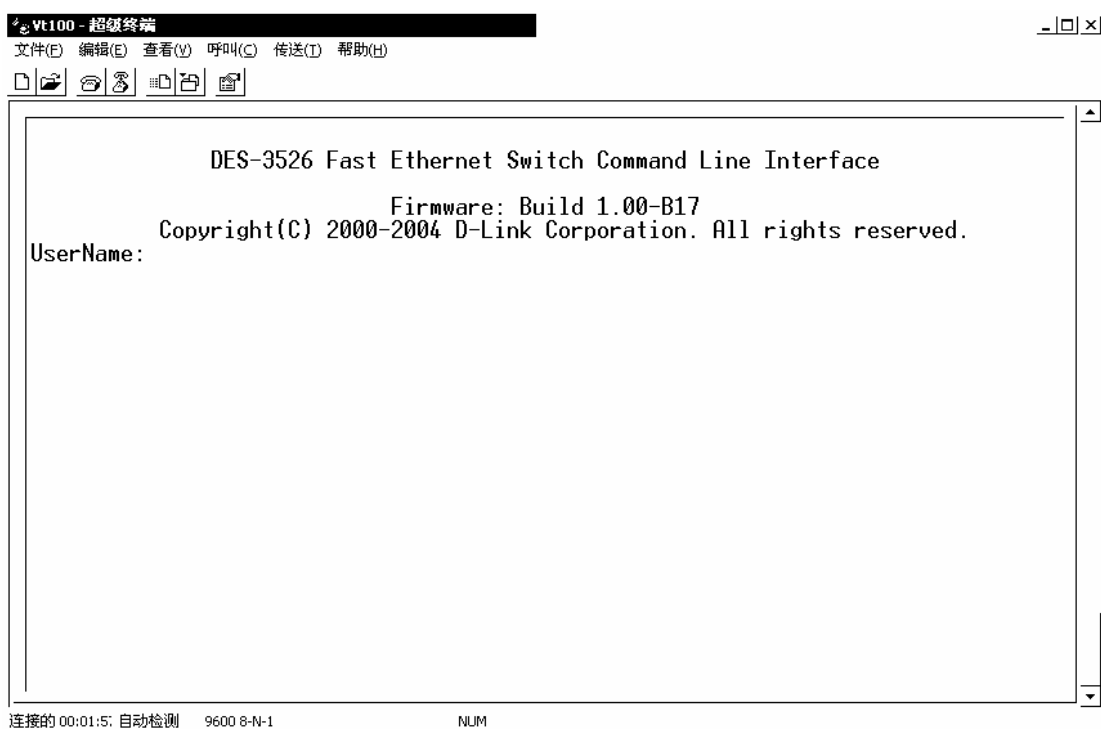 Vt100 - 超级终端
文件(F) 编辑(E) 查看(V) 呼叫(C) 传送(T) 帮助(H)
DES-3526 Fast Ethernet Switch Command Line Interface
Firmware: Build 1.00-B17
Copyright(C) 2000-2004 D-Link Corporation. All rights reserved.
UserName:
连接的 00:01:5 自动检测 9600 8-N-1 NUM